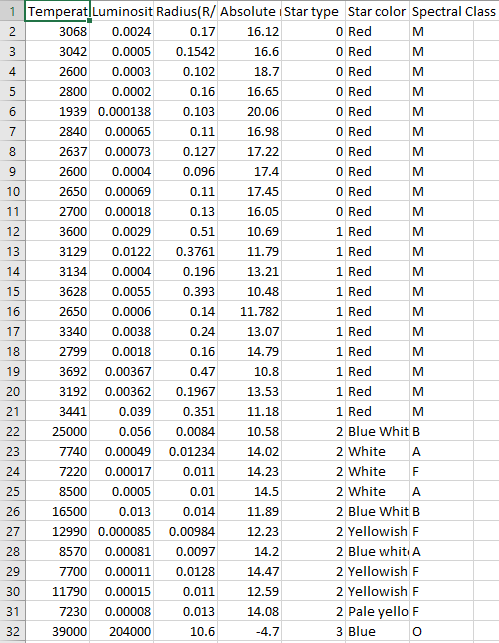 1 Temperat Luminosit Radius(R/ Absolute Star type Star color Spectral Class
2 3068 0.0024 0.17 16.12 0 Red M
3 3042 0.0005 0.1542 16.6 0 Red M
4 2600 0.0003 0.102 18.7 0 Red M
5 2800 0.0002 0.16 16.65 0 Red M
6 1939 0.000138 0.103 20.06 0 Red M
7 2840 0.00065 0.11 16.98 0 Red M
8 2637 0.00073 0.127 17.22 0 Red M
9 2600 0.0004 0.096 17.4 0 Red M
10 2650 0.00069 0.11 17.45 0 Red M
11 2700 0.00018 0.13 16.05 0 Red M
12 3600 0.0029 0.51 10.69 1 Red M
13 3129 0.0122 0.3761 11.79 1 Red M
14 3134 0.0004 0.196 13.21 1 Red M
15 3628 0.0055 0.393 10.48 1 Red M
16 2650 0.0006 0.14 11.782 1 Red M
17 3340 0.0038 0.24 13.07 1 Red M
18 2799 0.0018 0.16 14.79 1 Red M
19 3692 0.00367 0.47 10.8 1 Red M
20 3192 0.00362 0.1967 13.53 1 Red M
21 3441 0.039 0.351 11.18 1 Red M
22 25000 0.056 0.0084 10.58 2 Blue Whit B
23 7740 0.00049 0.01234 14.02 2 White A
24 7220 0.00017 0.011 14.23 2 White F
25 8500 0.0005 0.01 14.5 2 White A
26 16500 0.013 0.014 11.89 2 Blue Whit B
27 12990 0.000085 0.00984 12.23 2 Yellowish F
28 8570 0.00081 0.0097 14.2 2 Blue whit A
29 7700 0.00011 0.0128 14.47 2 Yellowish F
30 11790 0.00015 0.011 12.59 2 Yellowish F
31 7230 0.00008 0.013 14.08 2 Pale yello F
32 39000 204000 10.6 -4.7 3 Blue O